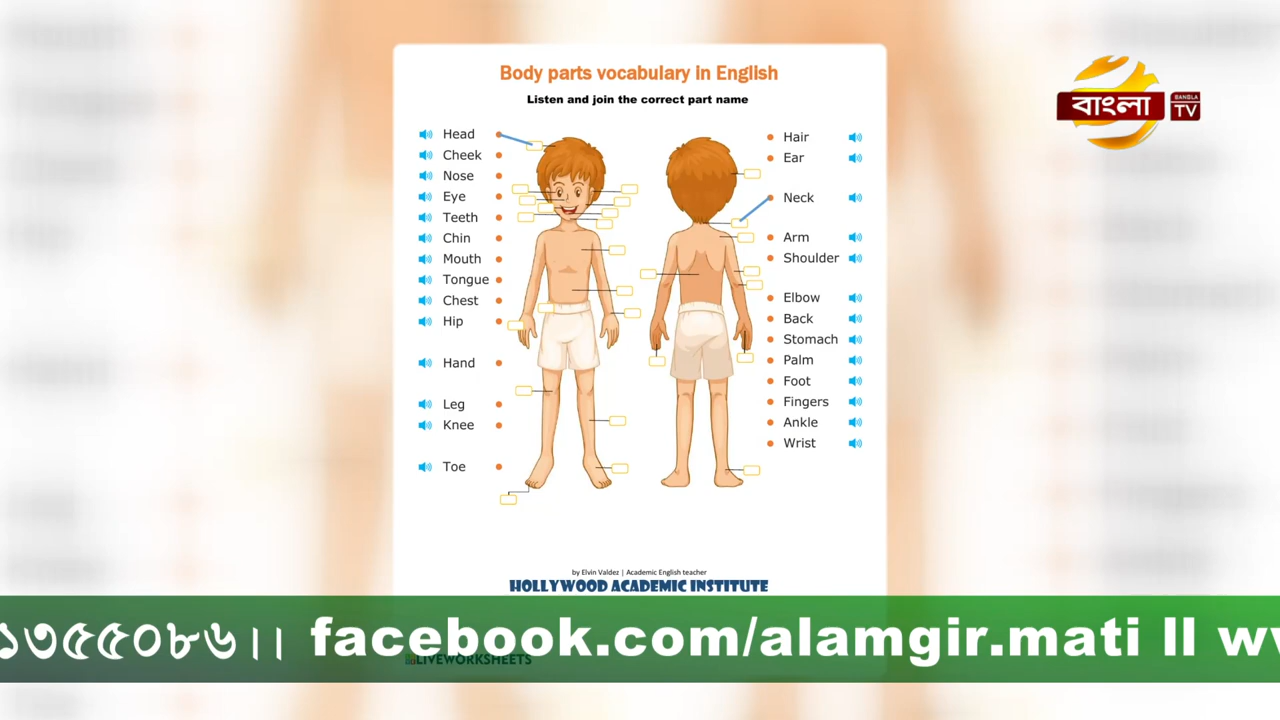 Body parts vocabulary in English
Listen and join the correct part name
Head
Cheek
Nose
Eye
Teeth
Chin
Mouth
Tongue
Chest
Hip
Hand
Leg
Knee
Toe
Hair
Ear
Neck
Arm
Shoulder
Elbow
Back
Stomach
Palm
Foot
Fingers
Ankle
Wrist
by Elvin Valdez | Academic English teacher
HOLLYWOOD ACADEMIC INSTITUTE
বাংলা
BANGLA
TV
১৩৫৫০৮৬।। facebook.com/alamgir.mati ll
LIVEWORKSHEETS